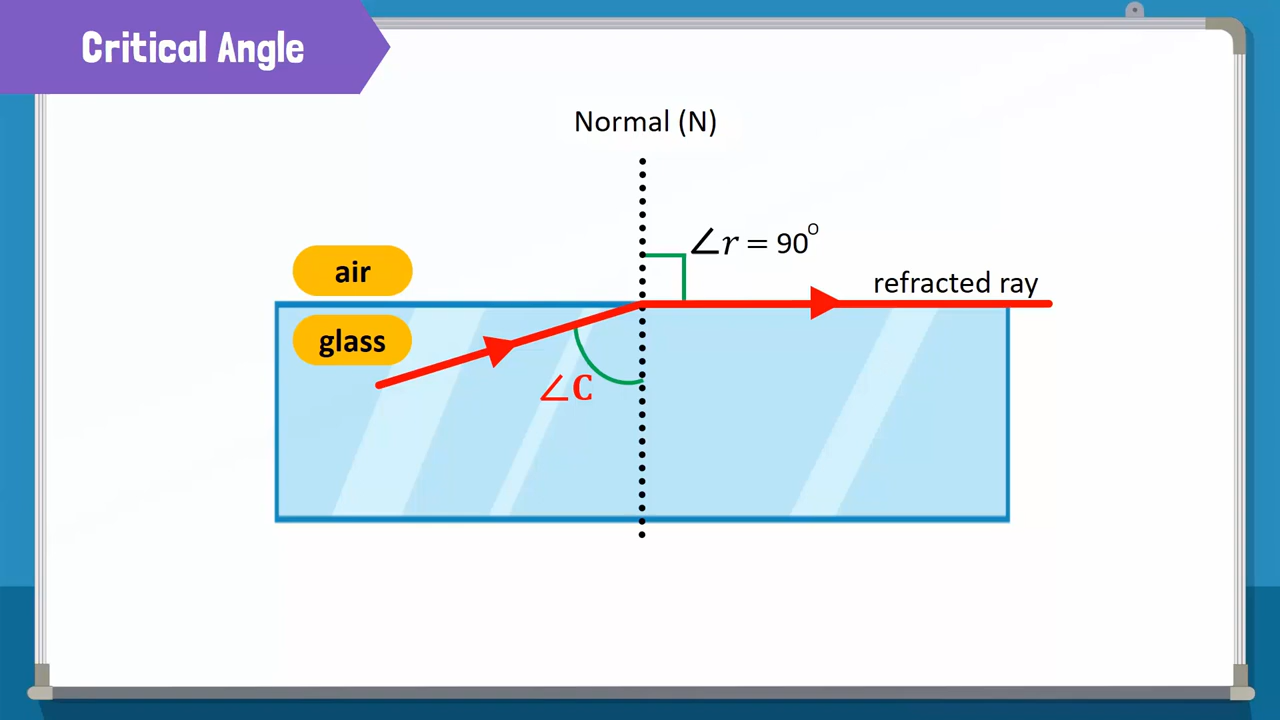 Critical Angle
Normal (N)
∠r = 90°
air
refracted ray
glass
∠C